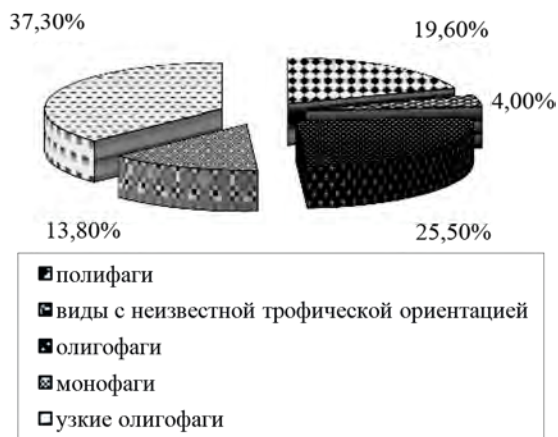 37,30%
19,60%
4,00%
13,80%
25,50%
полифаги
виды с неизвестной трофической ориентацией
олигофаги
монофаги
узкие олигофаги